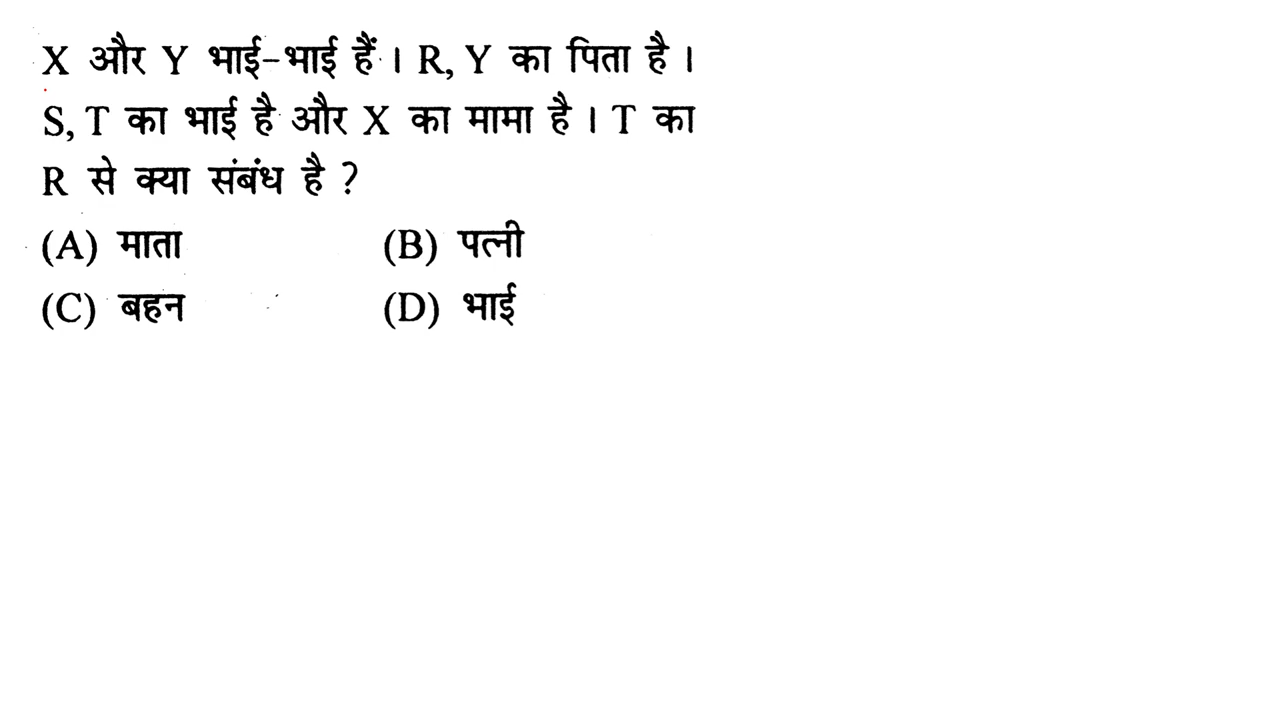 X और Y भाई-भाई हैं । R, Y का पिता है ।
S, T का भाई है और X का मामा है । T का
R से क्या संबंध है ?
(A) माता (B) पत्नी
(C) बहन (D) भाई